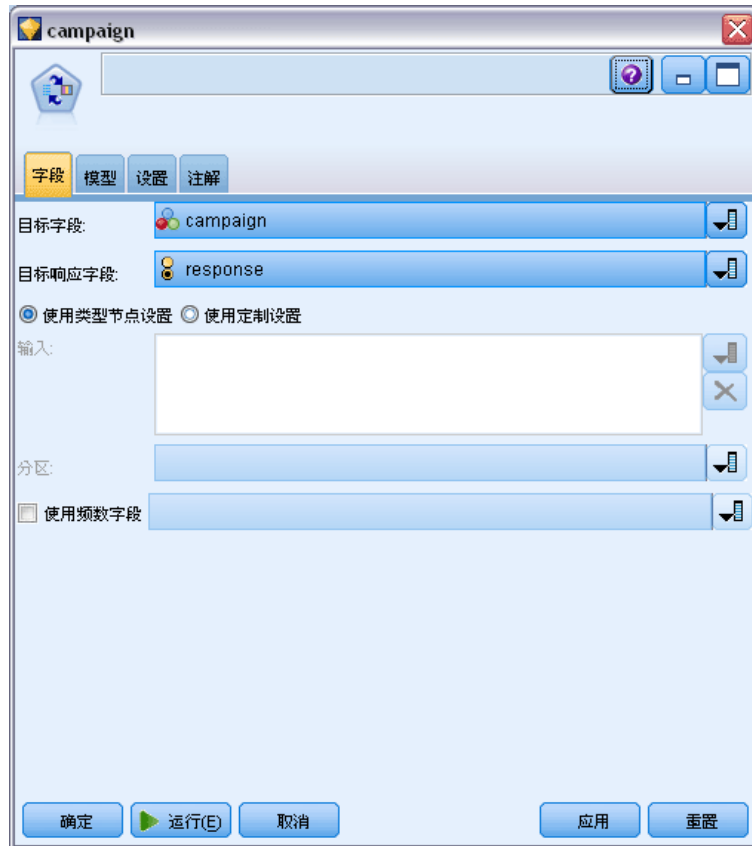 campaign
字段 模型 设置 注解
目标字段: campaign
目标响应字段: response
使用类型节点设置 使用定制设置
输入:
分区:
使用频数字段
确定 运行(E) 取消 应用 重置